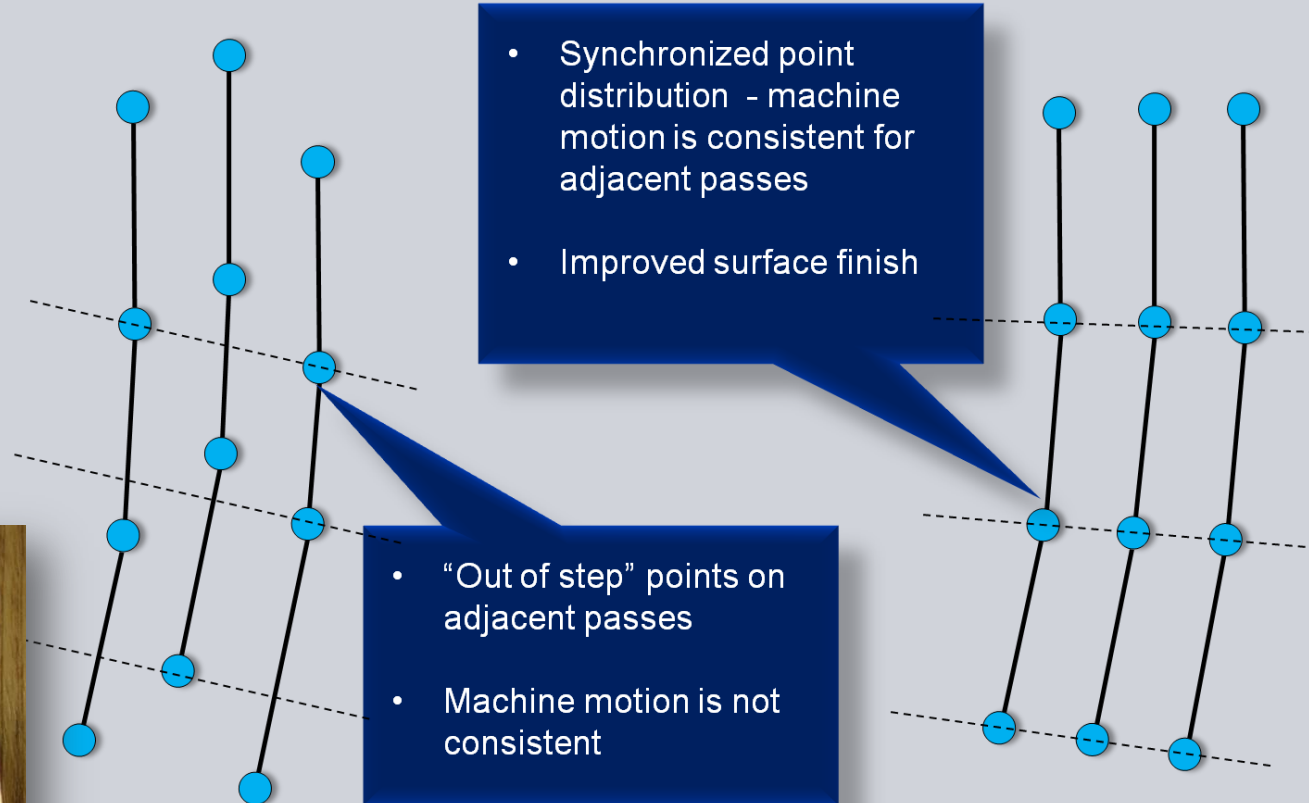 • Synchronized point
distribution - machine
motion is consistent for
adjacent passes
• Improved surface finish
• “Out of step” points on
adjacent passes
• Machine motion is not
consistent